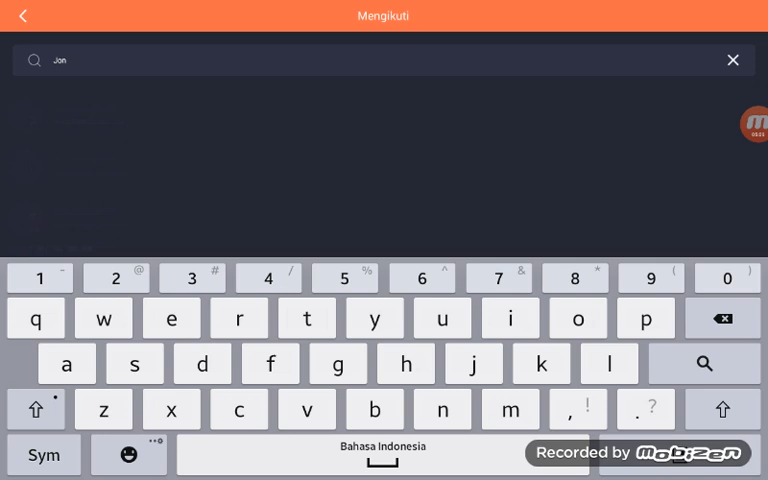 Mengikuti
Jon
1 - 2 @ 3 # 4 / 5 % 6 ^ 7 & 8 * 9 ( 0 )
q w e r t y u i o p
a s d f g h j k l
z x c v b n m , ! . ?
Sym
Bahasa Indonesia
Recorded by mobizen